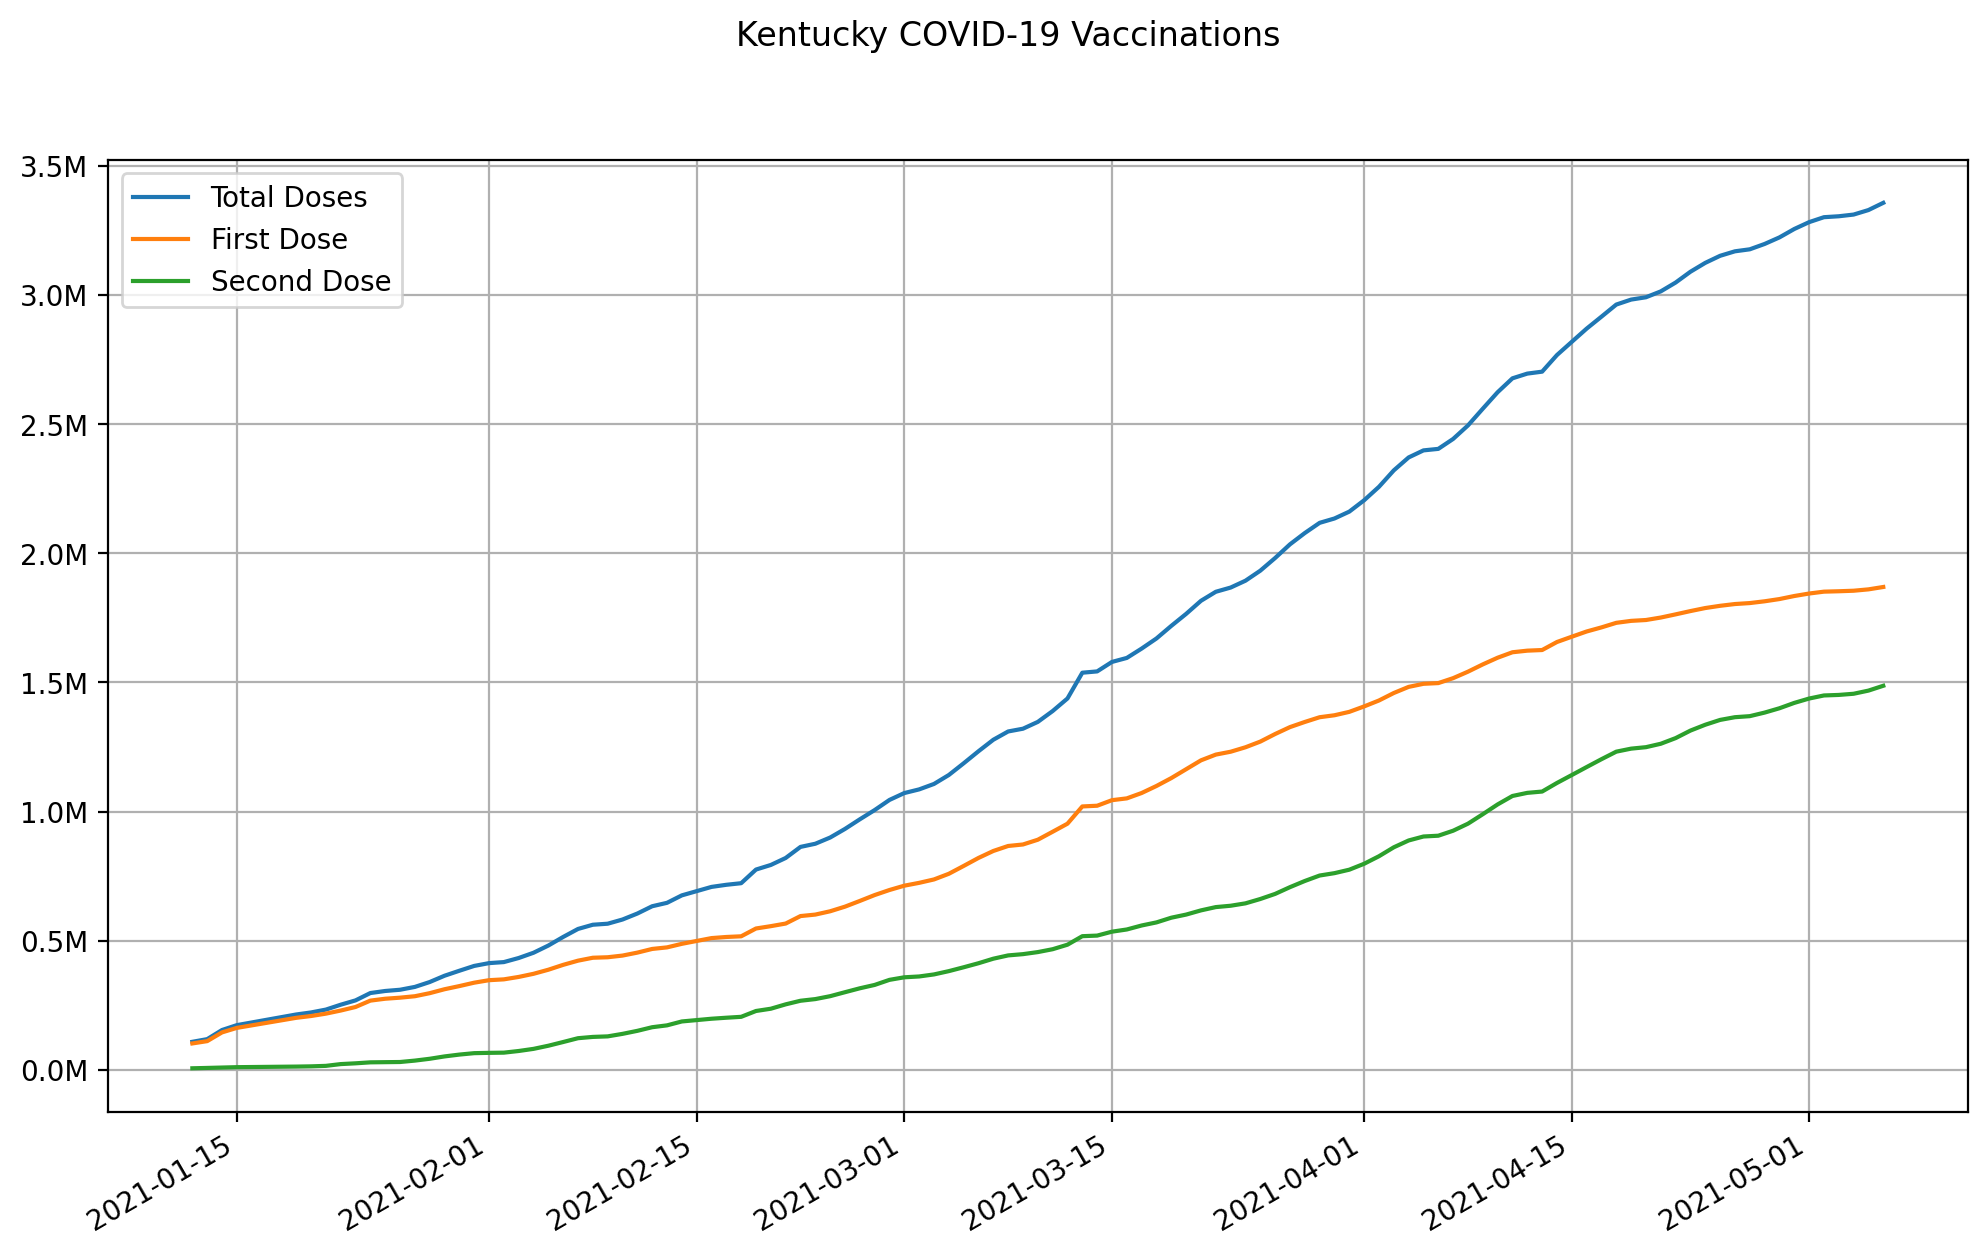 Kentucky COVID-19 Vaccinations
3.5M
3.0M
2.5M
2.0M
1.5M
1.0M
0.5M
0.0M
Total Doses
First Dose
Second Dose
2021-01-15
2021-02-01
2021-02-15
2021-03-01
2021-03-15
2021-04-01
2021-04-15
2021-05-01